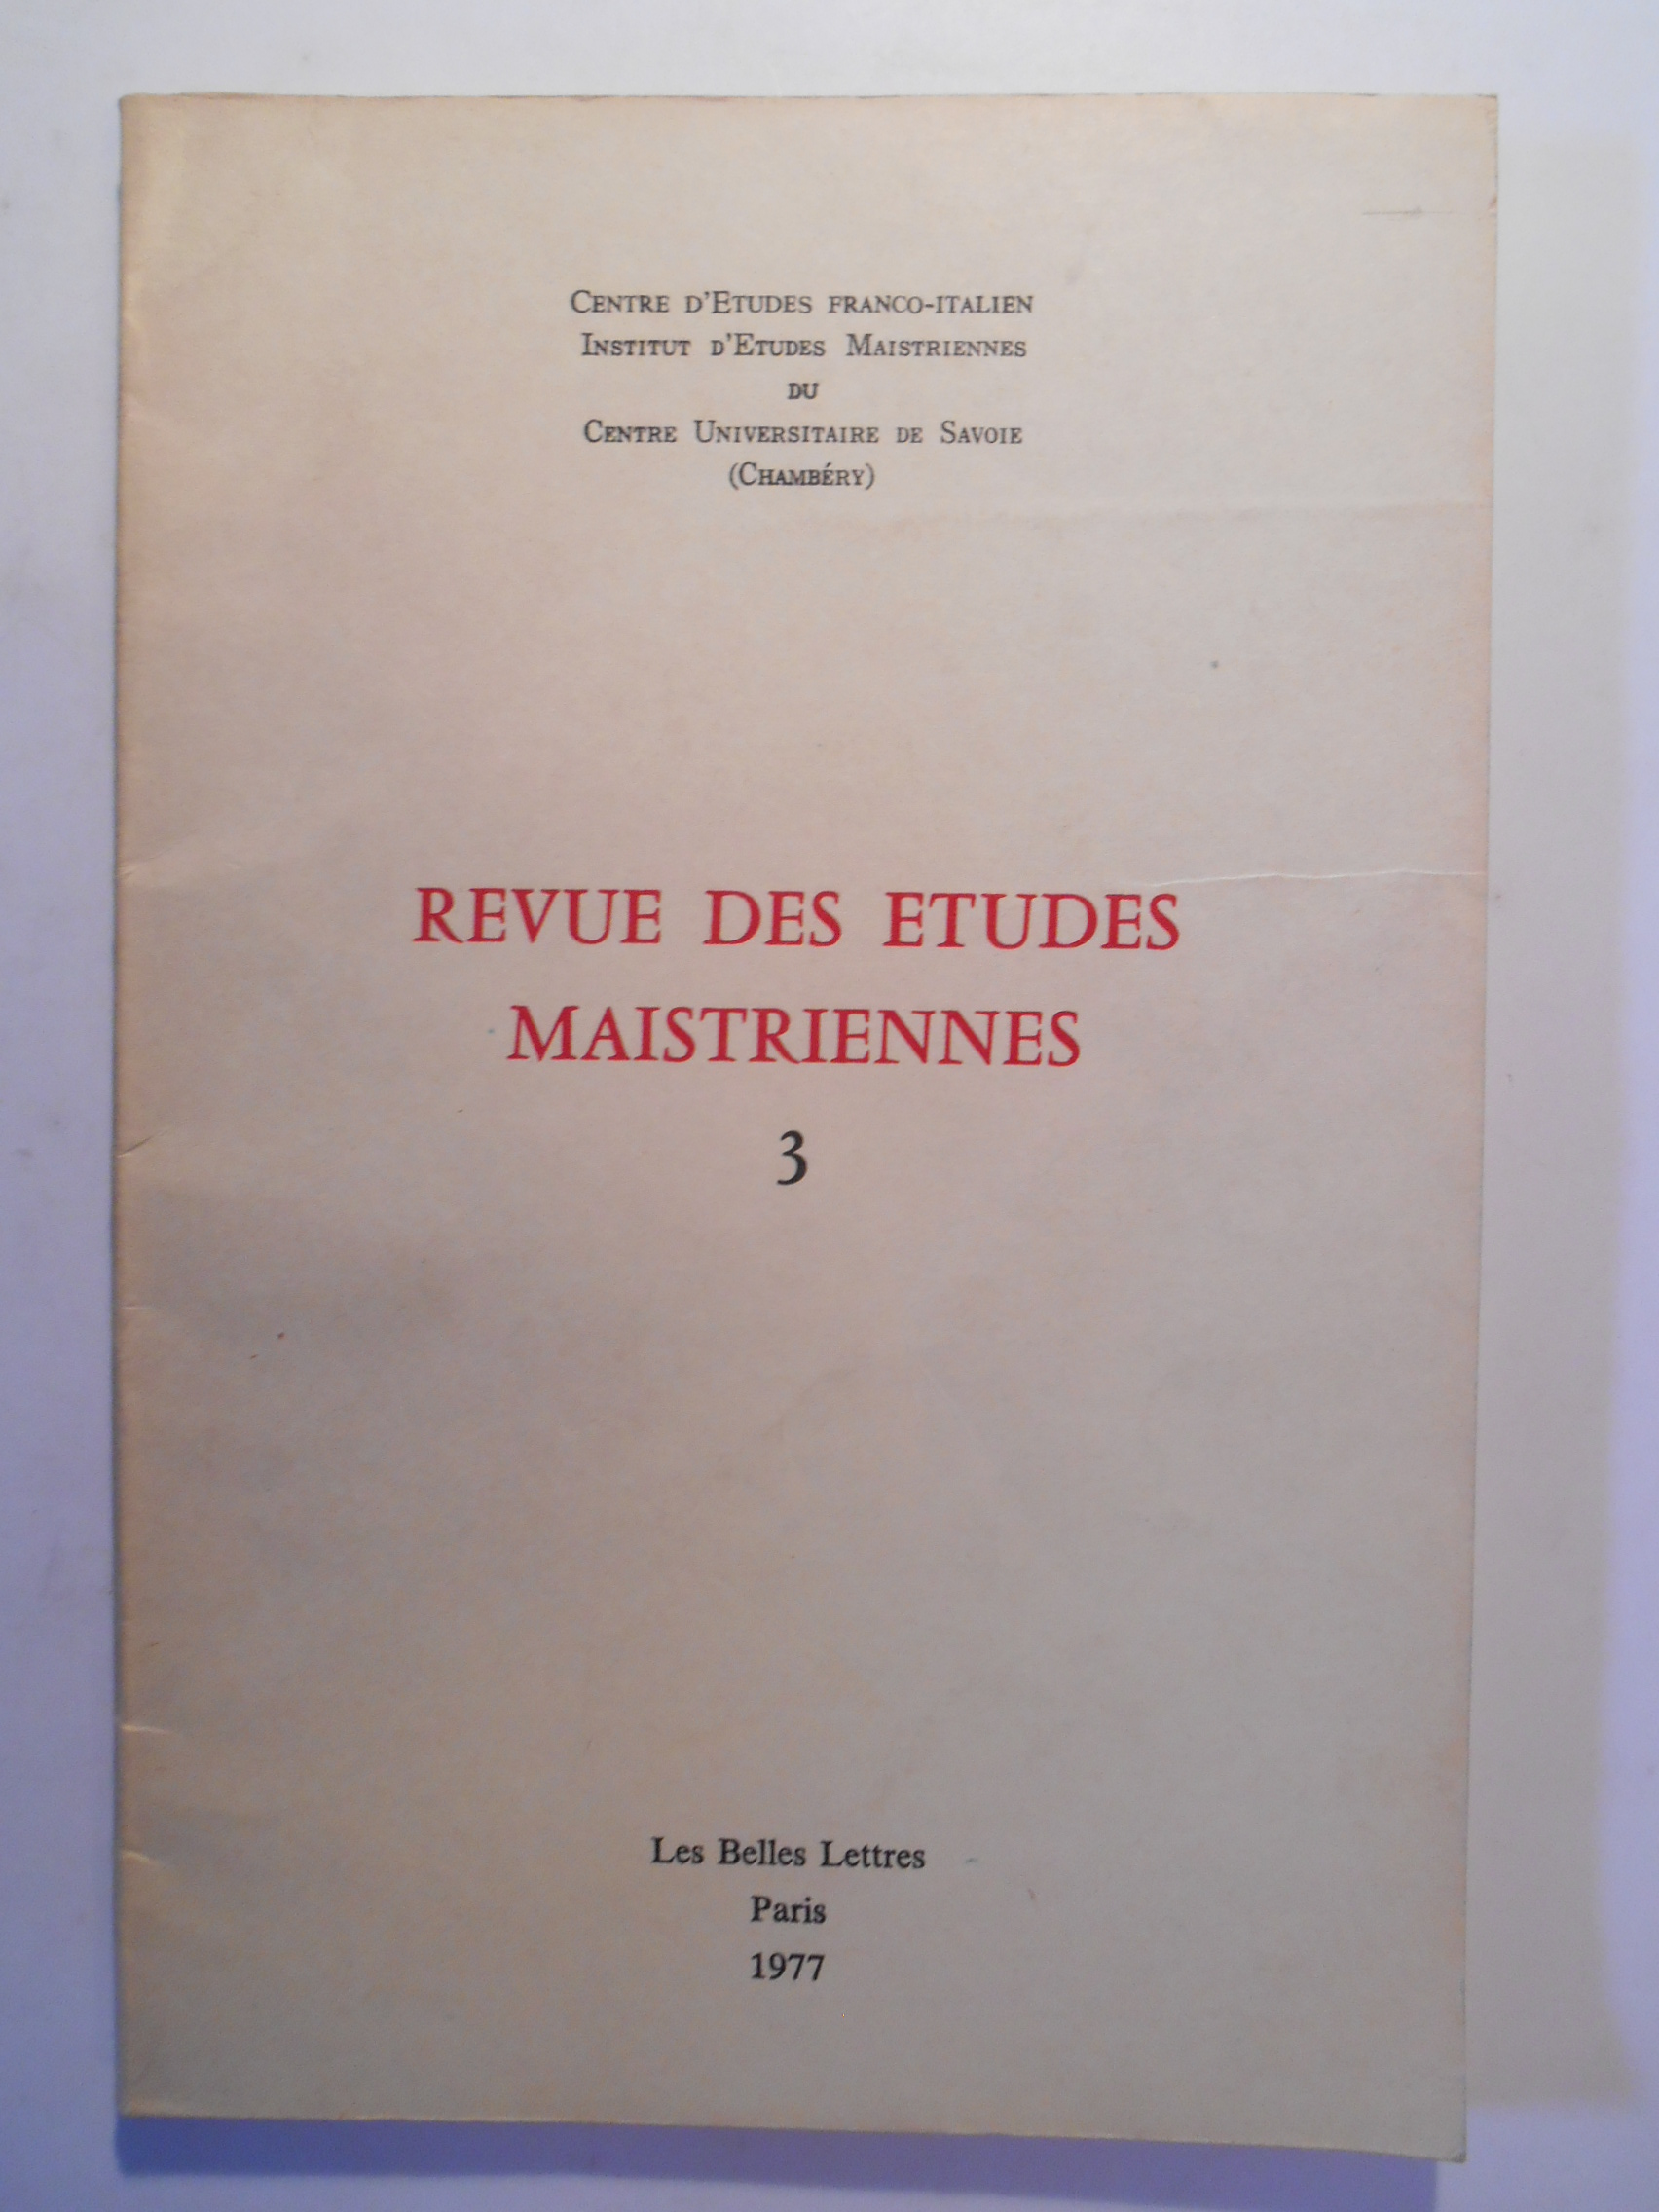 CENTRE D'ETUDES FRANCO-ITALIEN
INSTITUT D'ETUDES MAISTRIENNES
DU
CENTRE UNIVERSITAIRE DE SAVOIE
(CHAMBÉRY)
REVUE DES ETUDES
MAISTRIENNES
3
Les Belles Lettres
Paris
1977